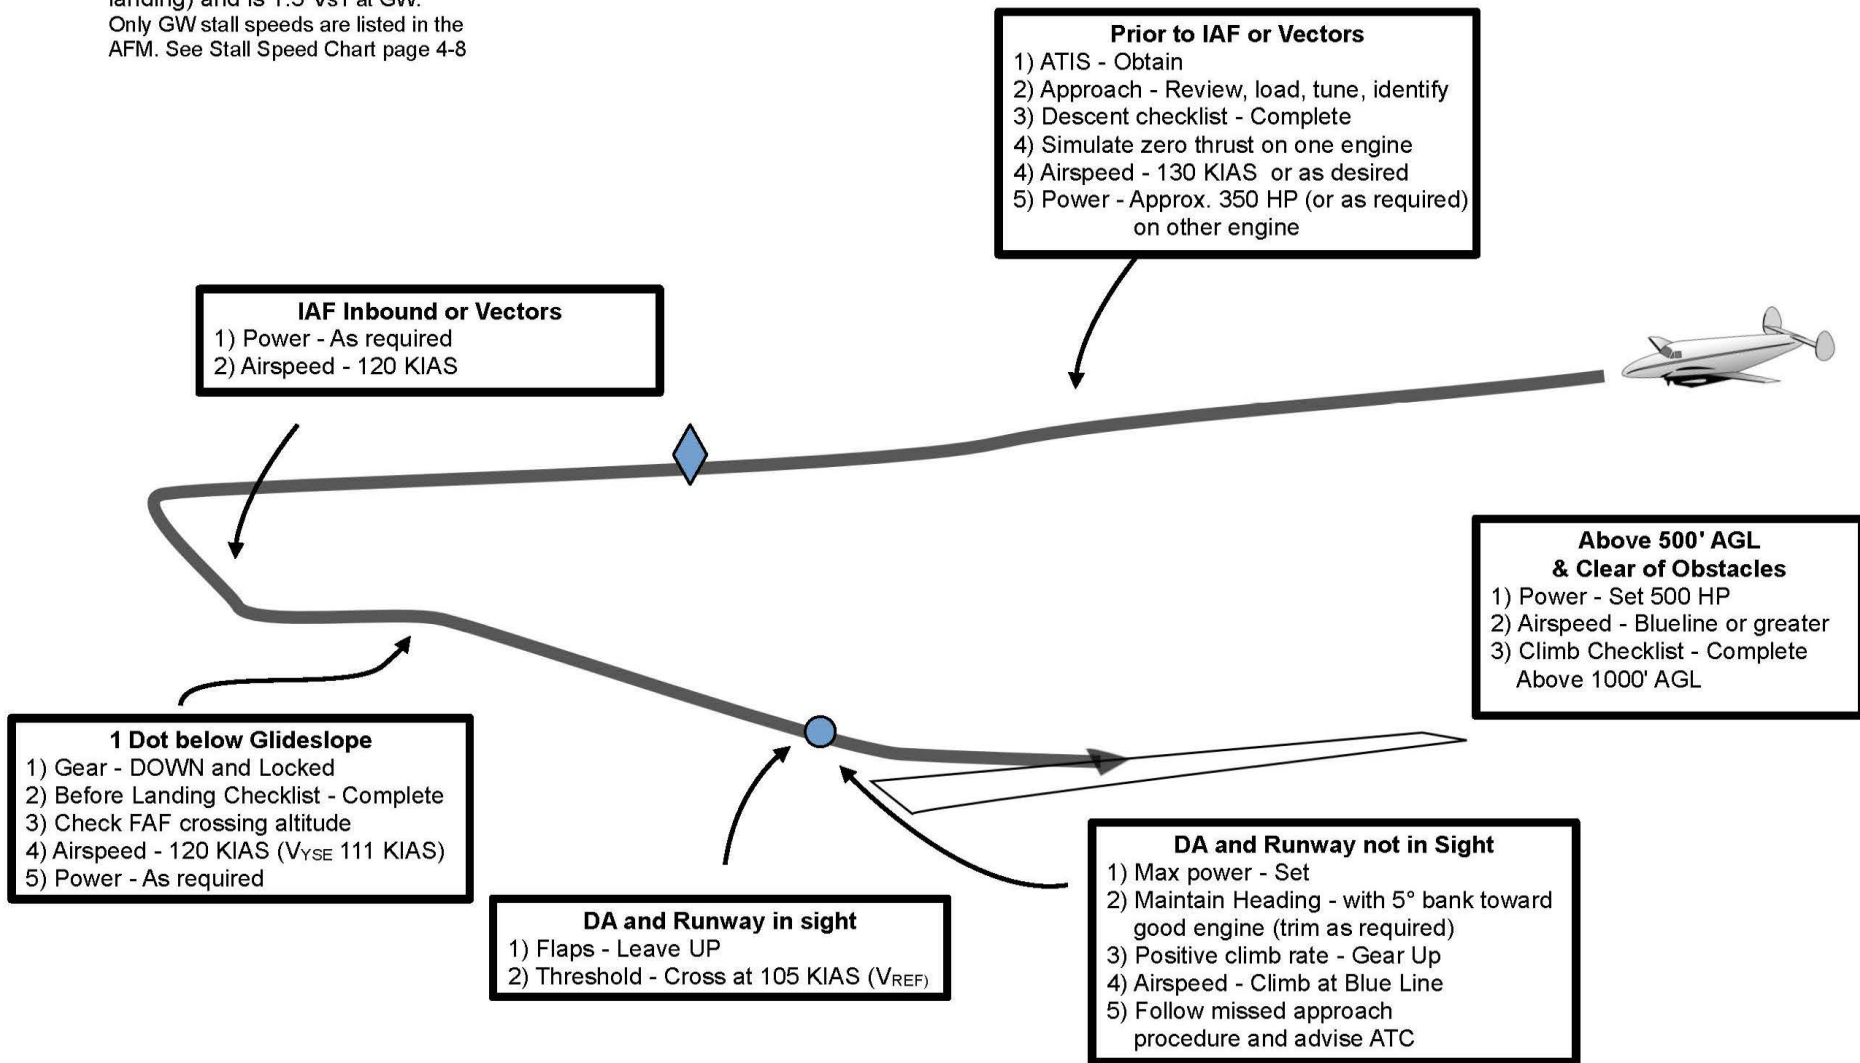 landing) and is 1.3 Vs1 at GW.
Only GW stall speeds are listed in the
AFM. See Stall Speed Chart page 4-8
Prior to IAF or Vectors
1) ATIS - Obtain
2) Approach - Review, load, tune, identify
3) Descent checklist - Complete
4) Simulate zero thrust on one engine
4) Airspeed - 130 KIAS or as desired
5) Power - Approx. 350 HP (or as required)
on other engine
IAF Inbound or Vectors
1) Power - As required
2) Airspeed - 120 KIAS
Above 500' AGL
& Clear of Obstacles
1) Power - Set 500 HP
2) Airspeed - Blueline or greater
3) Climb Checklist - Complete
Above 1000' AGL
1 Dot below Glideslope
1) Gear - DOWN and Locked
2) Before Landing Checklist - Complete
3) Check FAF crossing altitude
4) Airspeed - 120 KIAS (VYSE 111 KIAS)
5) Power - As required
DA and Runway in sight
1) Flaps - Leave UP
2) Threshold - Cross at 105 KIAS (VREF)
DA and Runway not in Sight
1) Max power - Set
2) Maintain Heading - with 5° bank toward
good engine (trim as required)
3) Positive climb rate - Gear Up
4) Airspeed - Climb at Blue Line
5) Follow missed approach
procedure and advise ATC